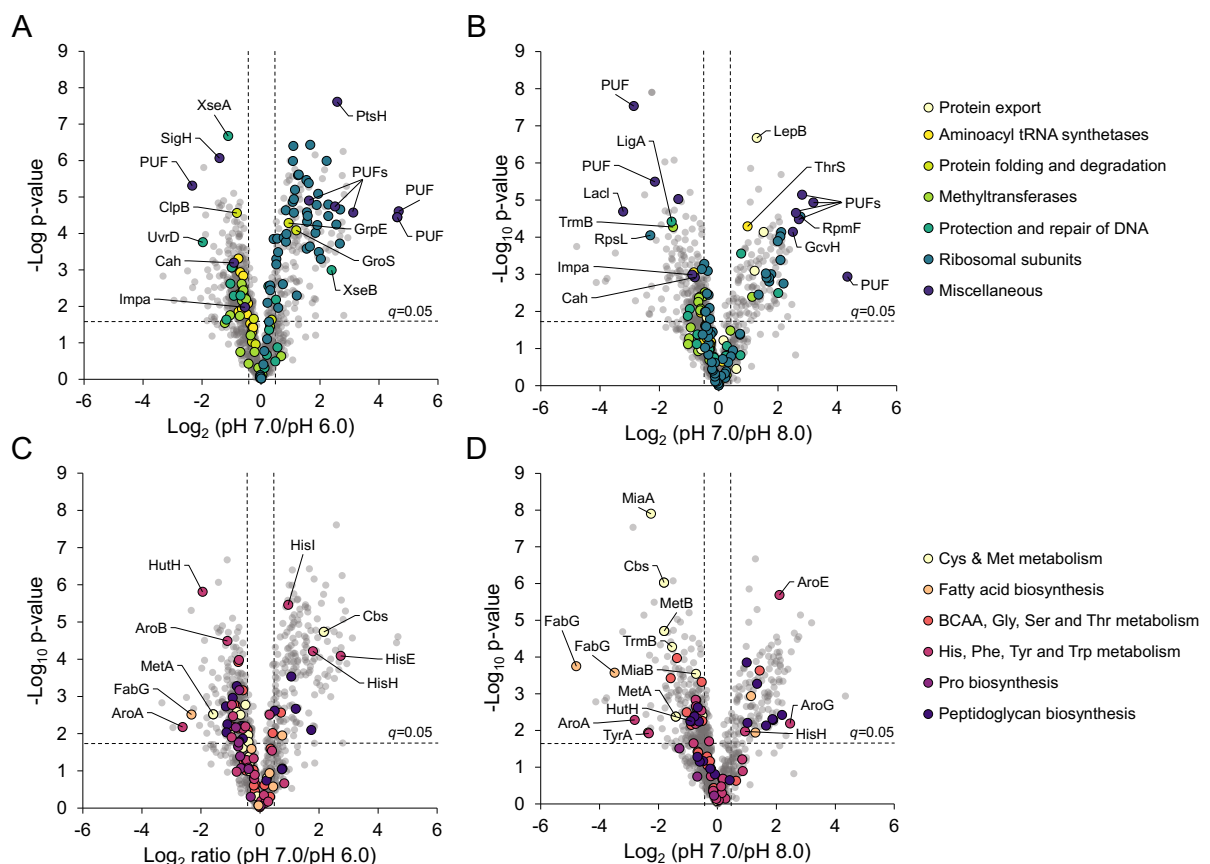 A
9
8
7
6
5
4
3
2
1
0
-Log p-value
XseA
SigH
PUF
ClpB
UvrD
Cah
Impa
PtsH
PUFs
PUF
PUF
GrpE
GroS
XseB
q=0.05
-6 -4 -2 0 2 4 6
Log2 (pH 7.0/pH 6.0)
B
9
8
7
6
5
4
3
2
1
0
-Log10 p-value
PUF
LigA
PUF
LacI
TrmB
RpsL
Impa
Cah
LepB
ThrS
PUFs
RpmF
GcvH
PUF
q=0.05
-6 -4 -2 0 2 4 6
Log2 (pH 7.0/pH 8.0)
Protein export
Aminoacyl tRNA synthetases
Protein folding and degradation
Methyltransferases
Protection and repair of DNA
Ribosomal subunits
Miscellaneous
C
9
8
7
6
5
4
3
2
1
0
-Log10 p-value
HutH
AroB
MetA
FabG
AroA
HisI
Cbs
HisE
HisH
q=0.05
-6 -4 -2 0 2 4 6
Log2 ratio (pH 7.0/pH 6.0)
D
9
8
7
6
5
4
3
2
1
0
-Log10 p-value
MiaA
Cbs
MetB
FabG
TrmB
FabG
MiaB
MetA
HutH
AroA
TyrA
AroE
AroG
HisH
q=0.05
-6 -4 -2 0 2 4 6
Log2 (pH 7.0/pH 8.0)
Cys & Met metabolism
Fatty acid biosynthesis
BCAA, Gly, Ser and Thr metabolism
His, Phe, Tyr and Trp metabolism
Pro biosynthesis
Peptidoglycan biosynthesis